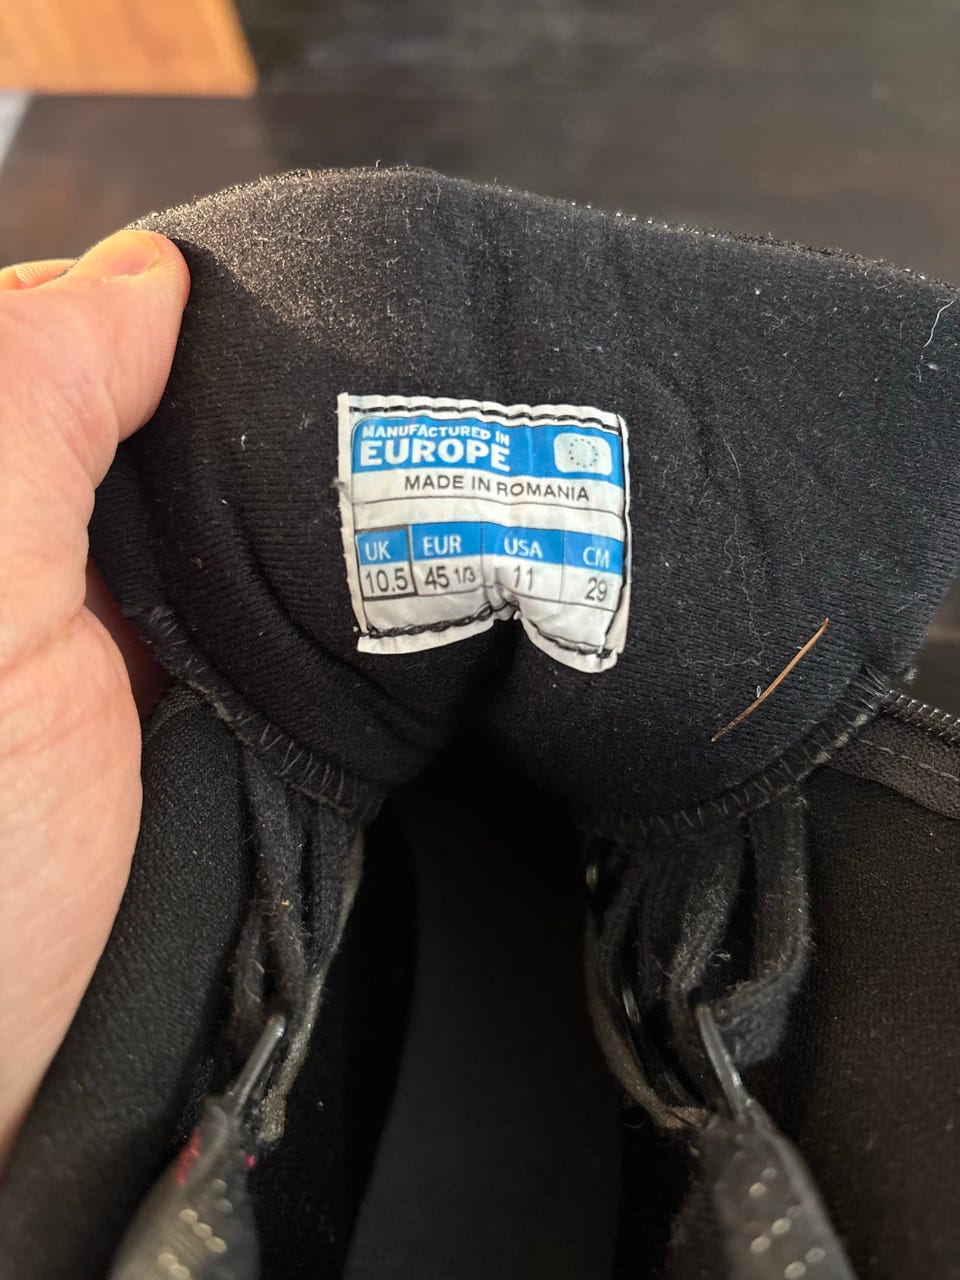 MANUFACTURED IN
EUROPE
MADE IN ROMANIA
UK EUR USA CM
10.5 45 1/3 11 29